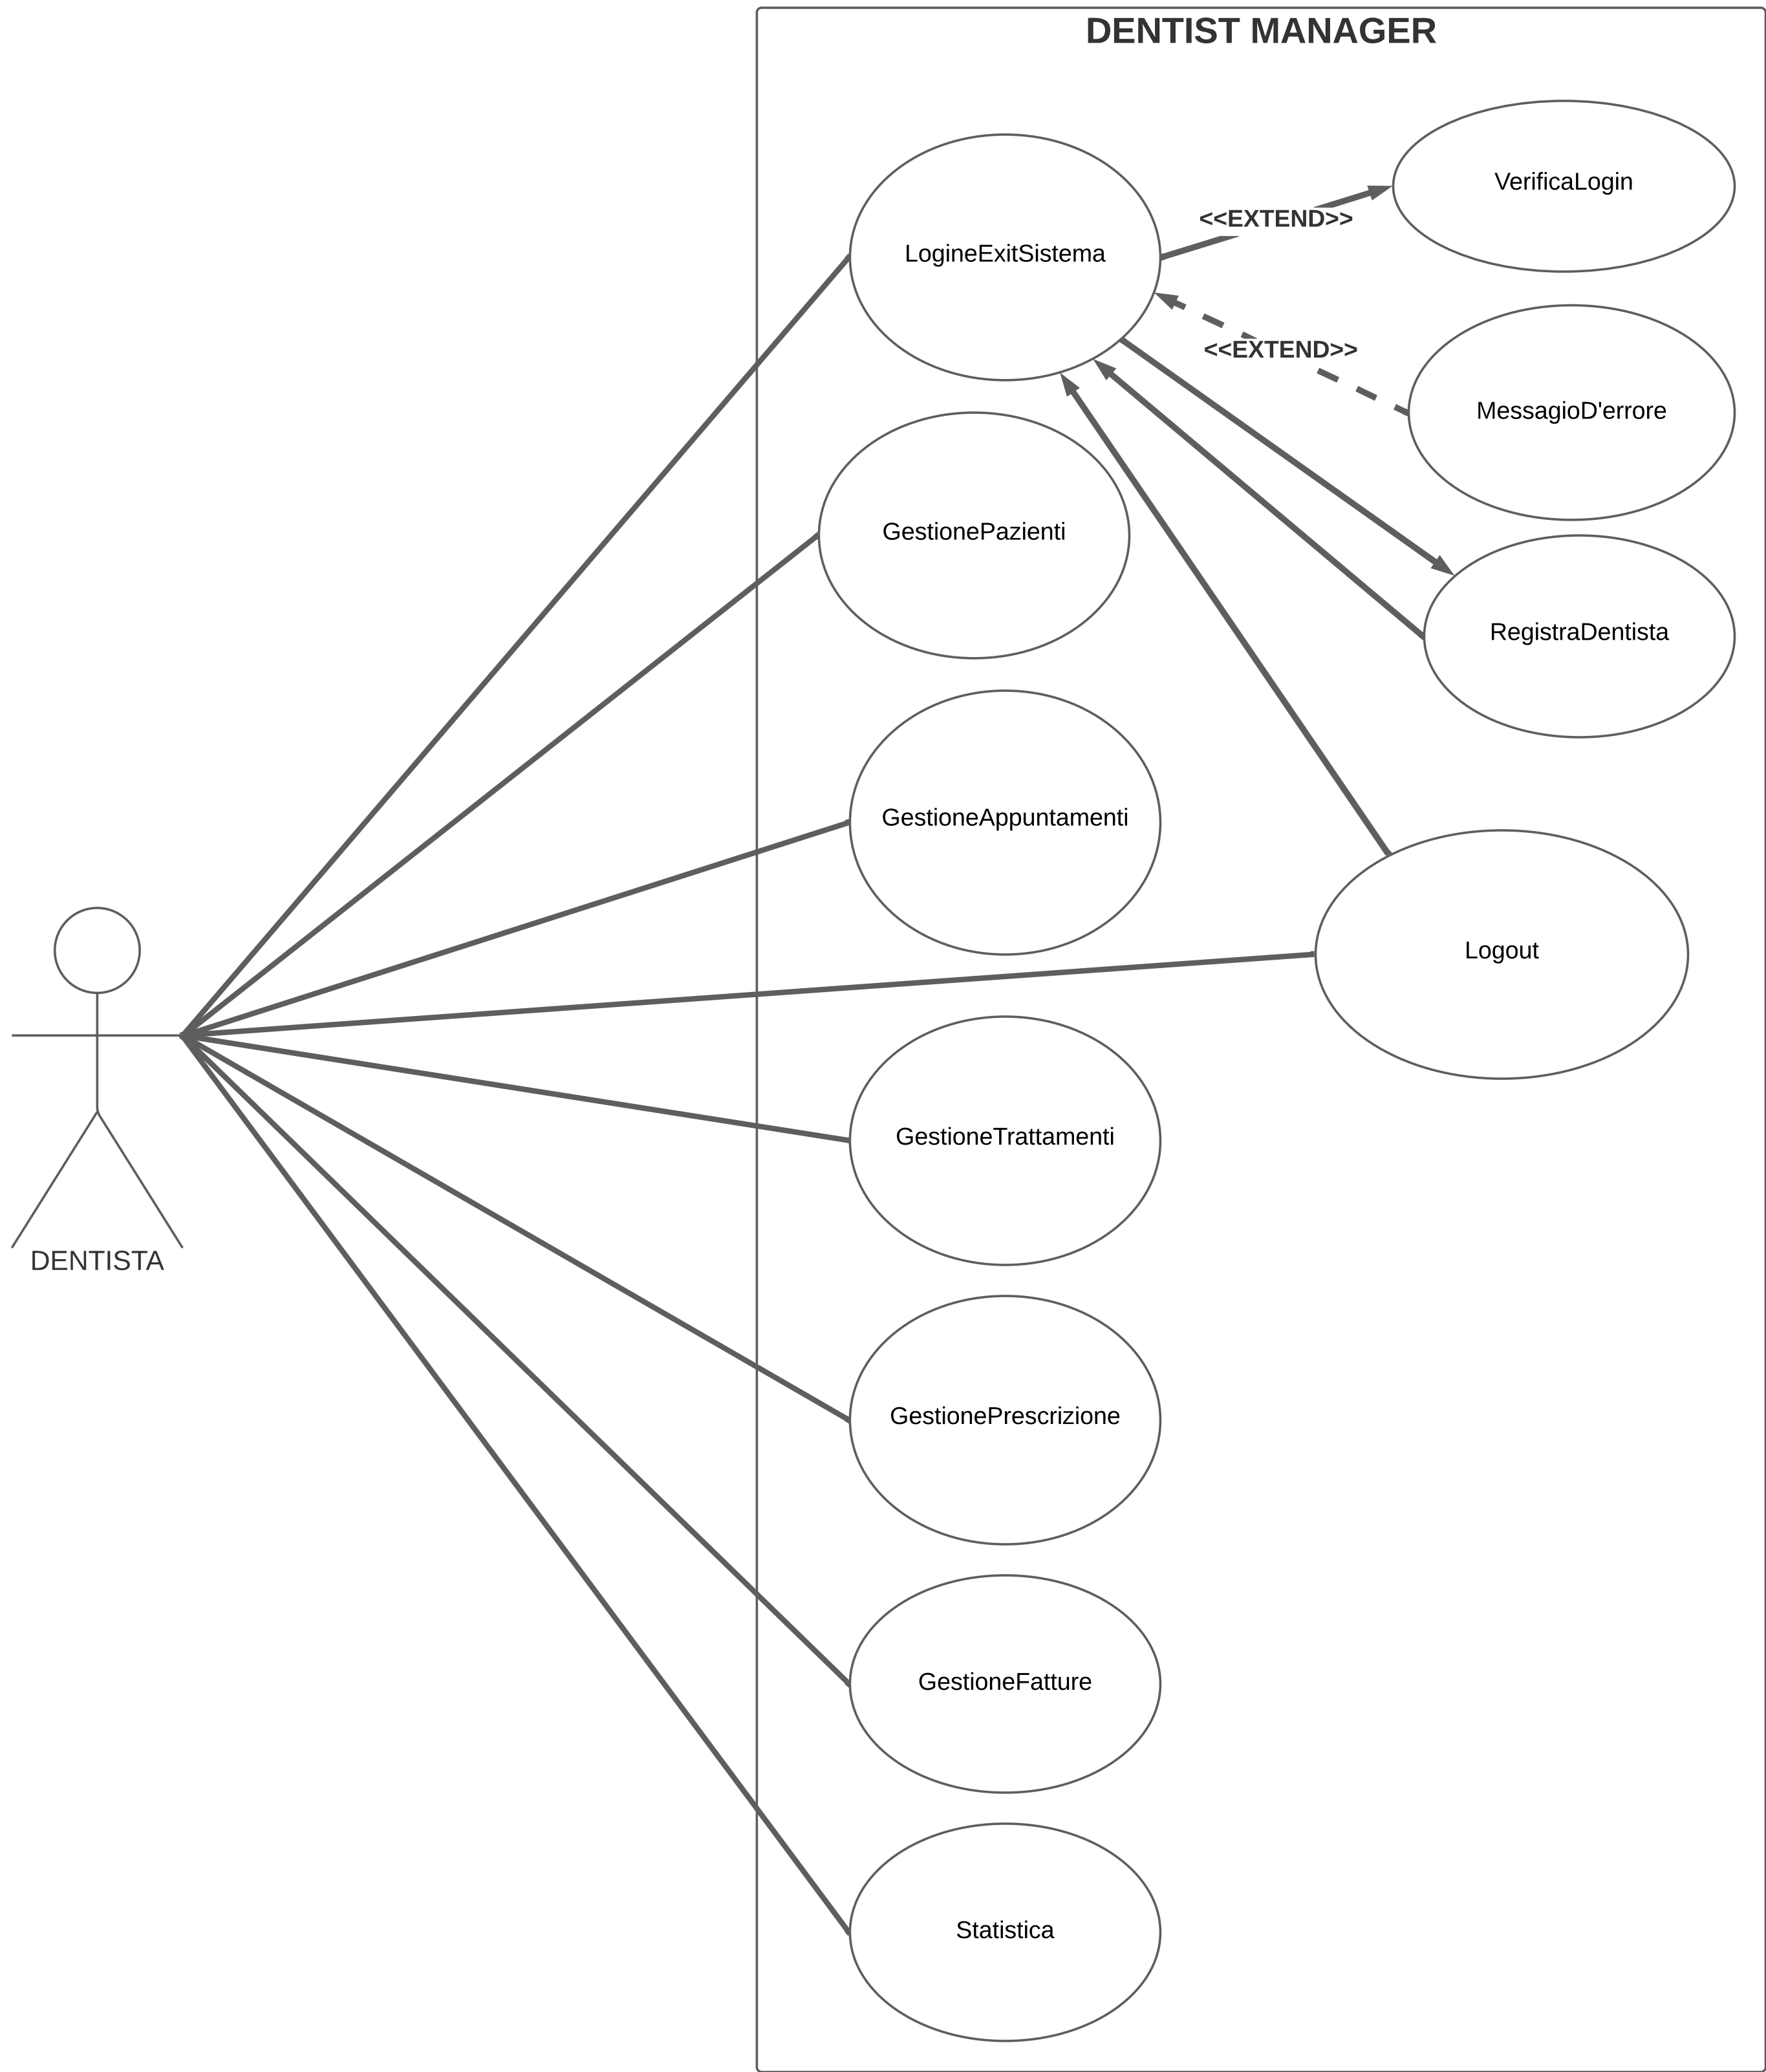 DENTIST MANAGER
VerificaLogin
<<EXTEND>>
LogineExitSistema
<<EXTEND>>
MessagioD'errore
GestionePazienti
RegistraDentista
GestioneAppuntamenti
Logout
GestioneTrattamenti
DENTISTA
GestionePrescrizione
GestioneFatture
Statistica